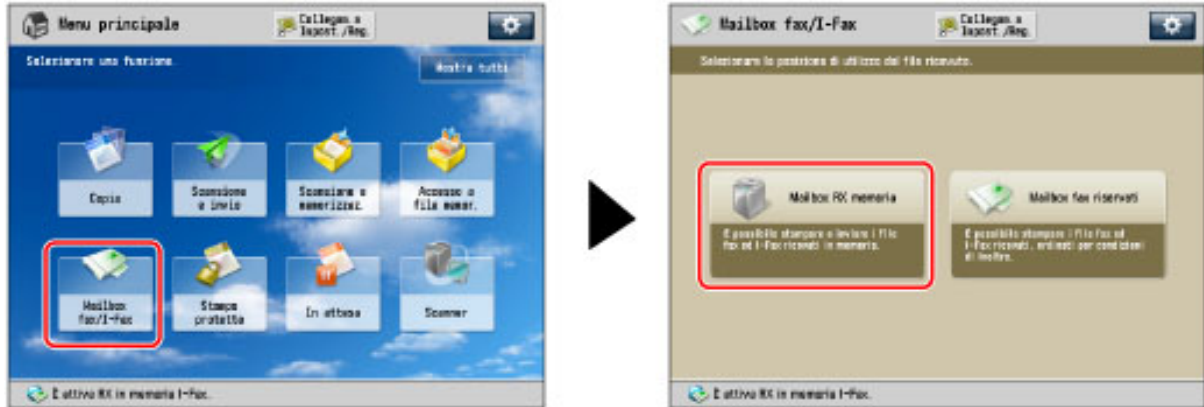 Menu principale
Collegam. a
Impost./Reg.
Selezionare una funzione.
Mostra tutti
Copia
Scansione
e invio
Scansione e
memorizzaz.
Accesso a
file memor.
Mailbox
fax/I-Fax
Stampa
protetta
In attesa
Scanner
È attivo RX in memoria I-Fax.
Mailbox fax/I-Fax
Collegam. a
Impost./Reg.
Selezionare la posizione di utilizzo del file ricevuto.
Mailbox RX memoria
È possibile stampare o inviare i file
fax ed I-Fax ricevuti in memoria.
Mailbox fax riservati
È possibile stampare i file fax ed
I-Fax ricevuti, ordinati per condizioni
di inoltro.
È attivo RX in memoria I-Fax.